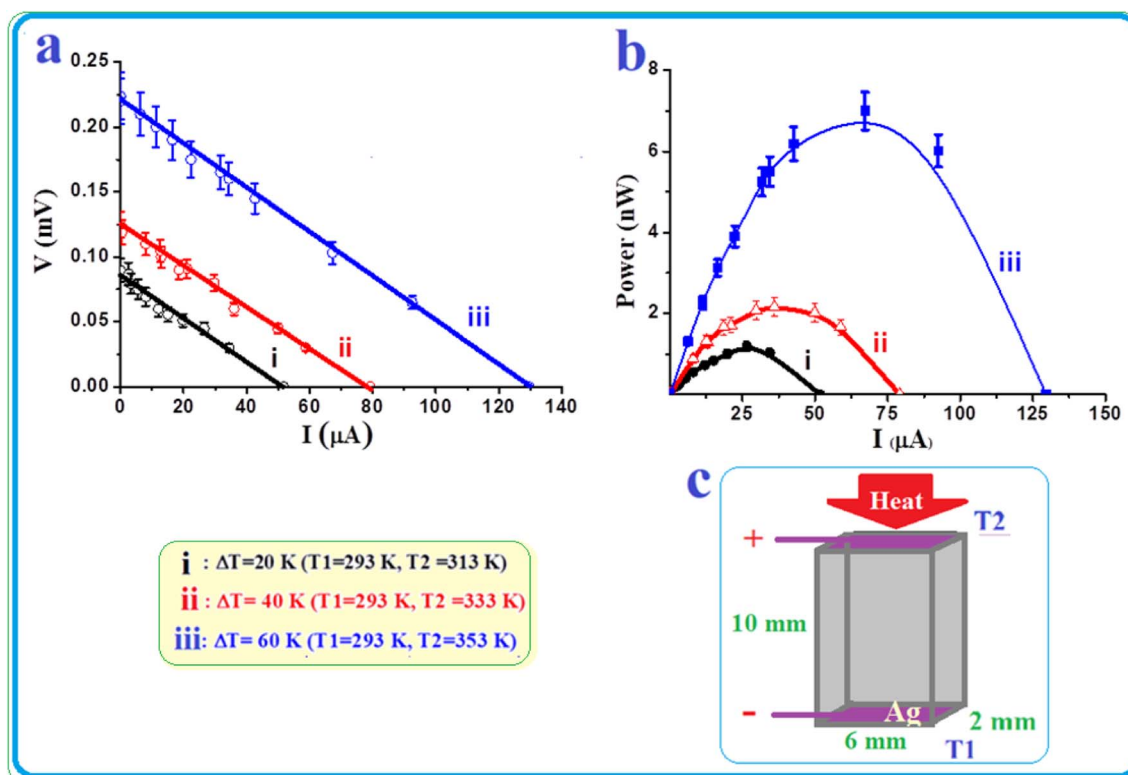 a
0.25
0.20
0.15
0.10
0.05
0.00
V (mV)
0 20 40 60 80 100 120 140
I (μA)
i
ii
iii
b
8
6
4
2
Power (nW)
25 50 75 100 125 150
I (μA)
i
ii
iii
i : ΔT=20 K (T1=293 K, T2 =313 K)
ii : ΔT= 40 K (T1=293 K, T2 =333 K)
iii: ΔT= 60 K (T1=293 K, T2=353 K)
c
Heat
T2
+
10 mm
-
Ag
2 mm
6 mm
T1